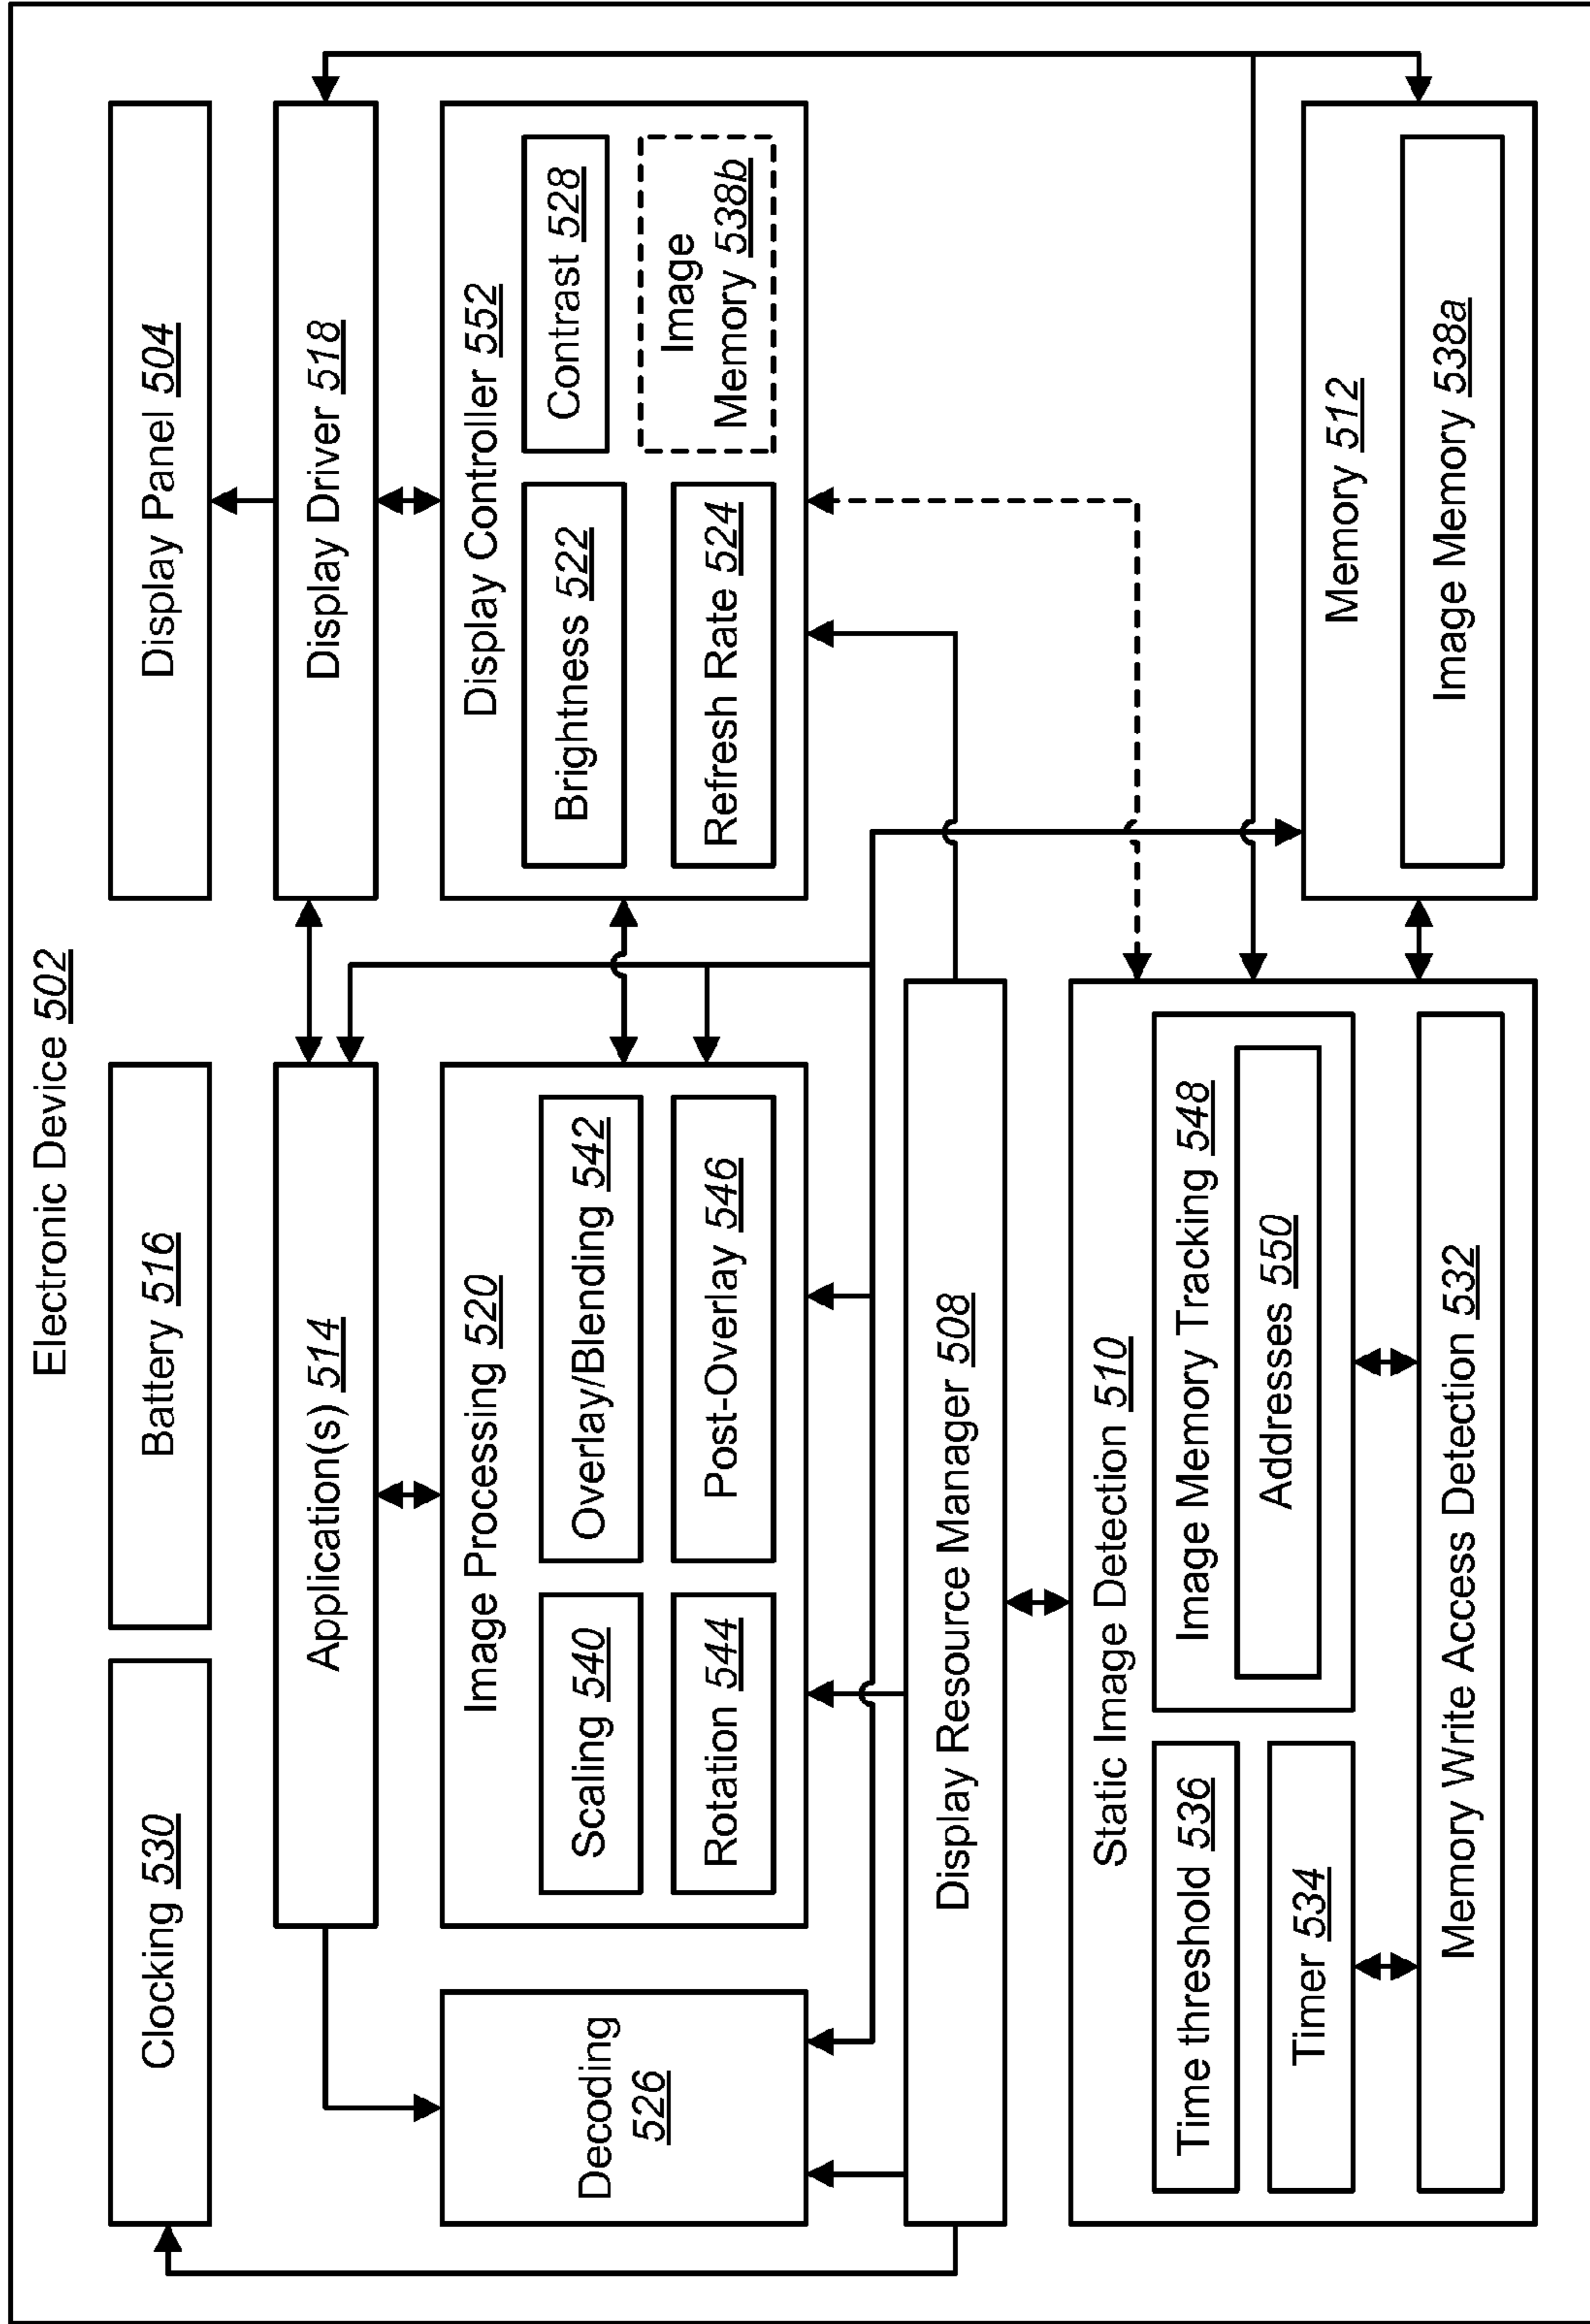 Electronic Device 502
Clocking 530
Battery 516
Display Panel 504
Application(s) 514
Display Driver 518
Decoding
526
Image Processing 520
Scaling 540
Overlay/Blending 542
Rotation 544
Post-Overlay 546
Display Controller 552
Brightness 522
Contrast 528
Refresh Rate 524
Image
Memory 538b
Display Resource Manager 508
Static Image Detection 510
Time threshold 536
Timer 534
Image Memory Tracking 548
Addresses 550
Memory Write Access Detection 532
Memory 512
Image Memory 538a